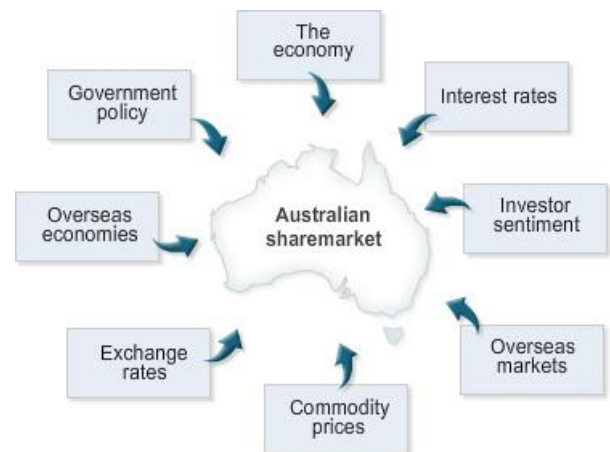 The
economy
Government
policy
Interest rates
Overseas
economies
Australian
sharemarket
Investor
sentiment
Exchange
rates
Commodity
prices
Overseas
markets